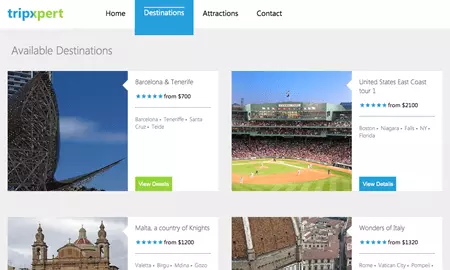 tripxpert
Home Destinations Attractions Contact
Available Destinations
Barcelona & Tenerife
from $700
Barcelona • Teneriffe • Santa
Cruz • Teida
View Details
United States East Coast
tour 1
from $2100
Boston • Niagara • Falls • NY •
Florida
View Details
Malta, a country of Knights
from $1200
Valetta • Birgu • Mdina • Gozo
Wonders of Italy
from $1320
Rome • Vatican City • Pompeii •